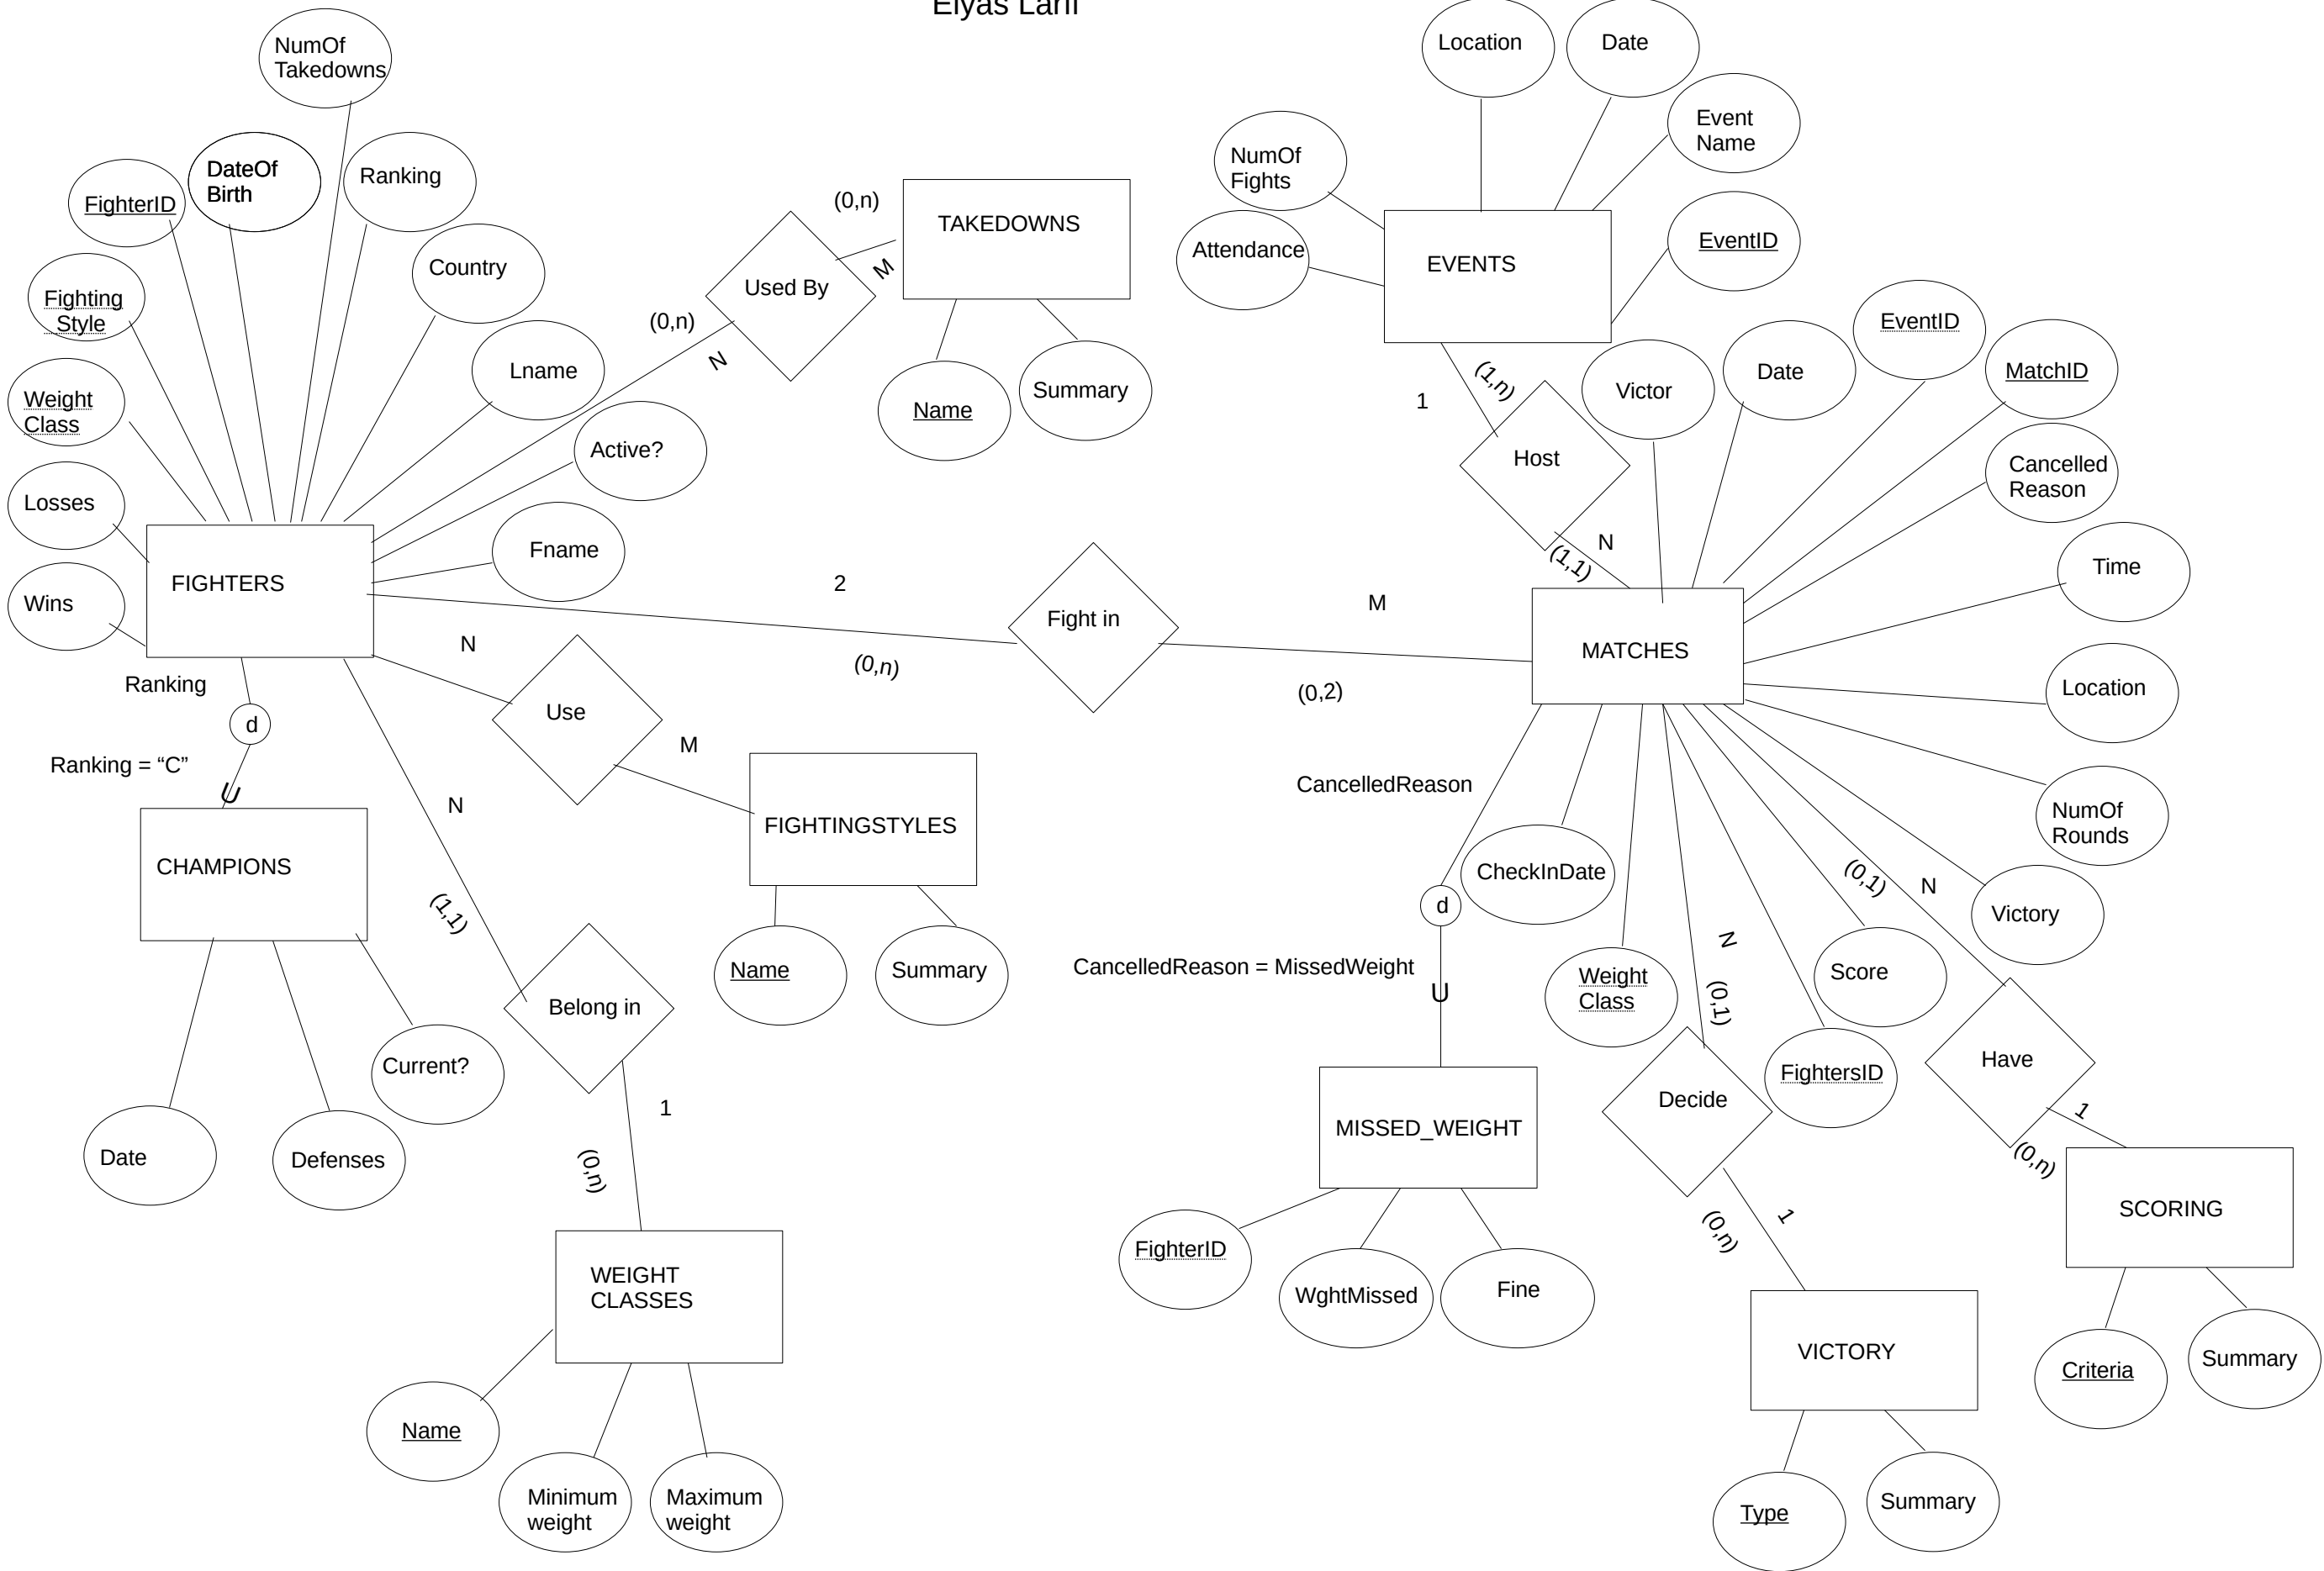 Elyas Larfi
NumOf
Takedowns
Location
Date
Event
Name
NumOf
Fights
DateOf
Birth
Ranking
FighterID
(0,n)
TAKEDOWNS
EventID
Attendance
EVENTS
Country
Used By
M
Fighting
Style
(0,n)
N
EventID
MatchID
Lname
Name
Summary
Victor
Date
(1,n)
1
Weight
Class
Active?
Host
Cancelled
Reason
Losses
Fname
N
(1,1)
Time
FIGHTERS
Wins
2
Fight in
M
MATCHES
N
(0,n)
(0,2)
Location
Ranking
d
Use
M
Ranking = “C”
U
CancelledReason
N
FIGHTINGSTYLES
NumOf
Rounds
CHAMPIONS
CheckInDate
(0,1)
N
Victory
(1,1)
d
Name
Summary
CancelledReason = MissedWeight
U
N
(0,1)
Weight
Class
Score
Belong in
Current?
Have
FightersID
Decide
1
1
MISSED_WEIGHT
Date
Defenses
(0,n)
(0,n)
SCORING
FighterID
(0,n)
1
WEIGHT
CLASSES
WghtMissed
Fine
VICTORY
Criteria
Summary
Name
Minimum
weight
Maximum
weight
Type
Summary